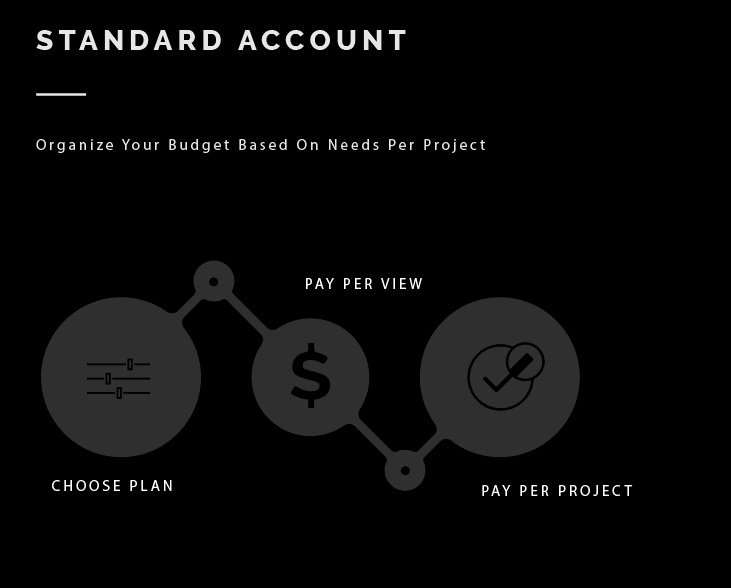 STANDARD ACCOUNT
Organize Your Budget Based On Needs Per Project
PAY PER VIEW
$
CHOOSE PLAN
PAY PER PROJECT